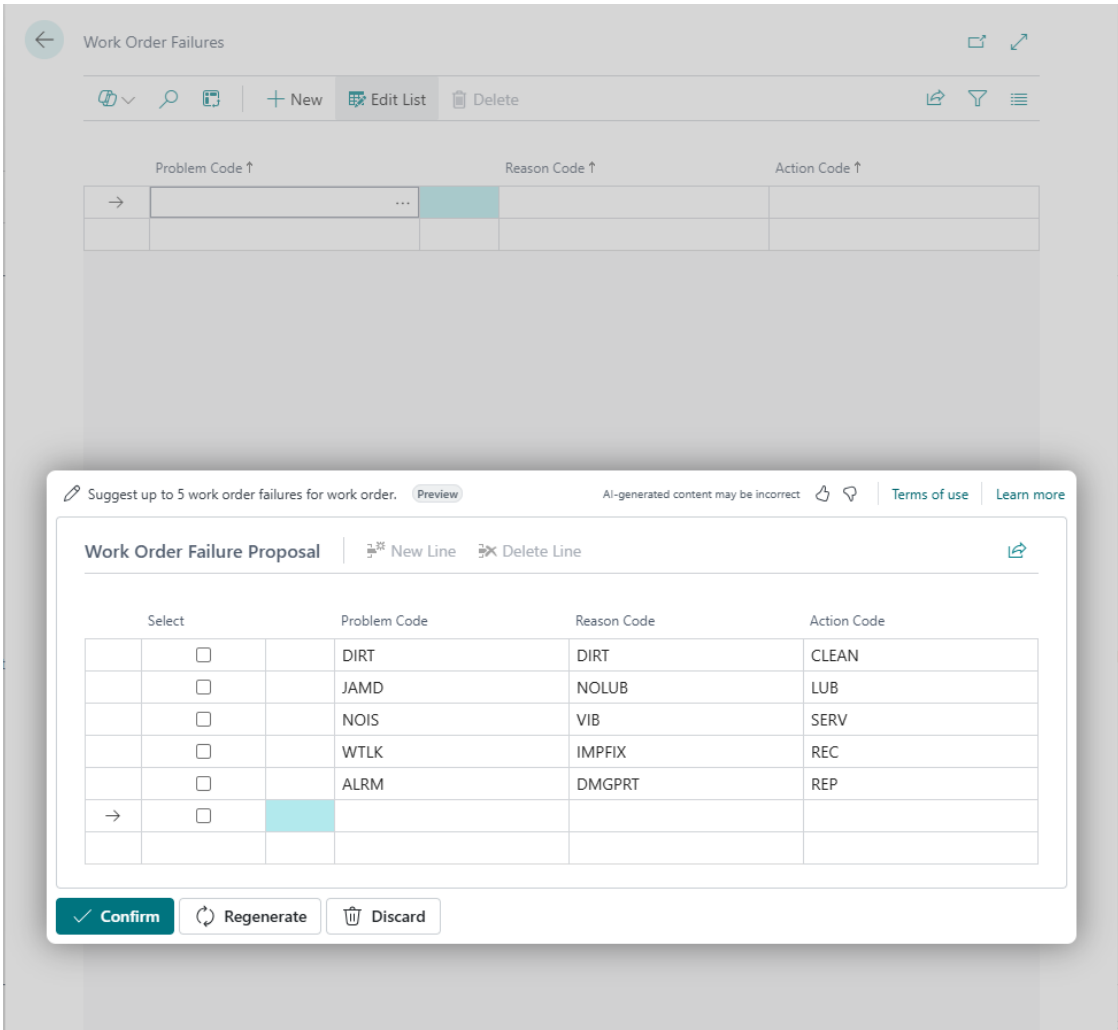 Work Order Failures
New Edit List Delete
Problem Code ↑ Reason Code ↑ Action Code ↑
Suggest up to 5 work order failures for work order. Preview AI-generated content may be incorrect Terms of use Learn more
Work Order Failure Proposal New Line Delete Line
Select Problem Code Reason Code Action Code
DIRT DIRT CLEAN
JAMD NOLUB LUB
NOIS VIB SERV
WTLK IMPFIX REC
ALRM DMGPRT REP
Confirm Regenerate Discard